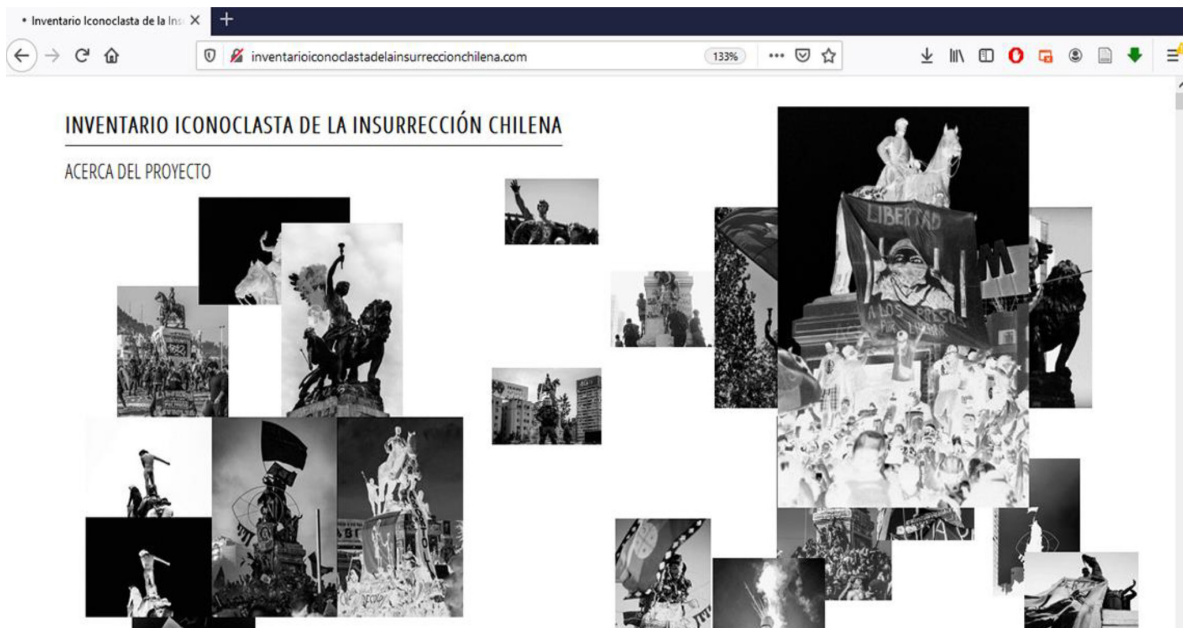 Inventario Iconoclasta de la Ins
inventarioiconoclastadelainsurreccionchilena.com
133%
INVENTARIO ICONOCLASTA DE LA INSURRECCIÓN CHILENA
ACERCA DEL PROYECTO
LIBERTAD
A LOS PRESOS
M